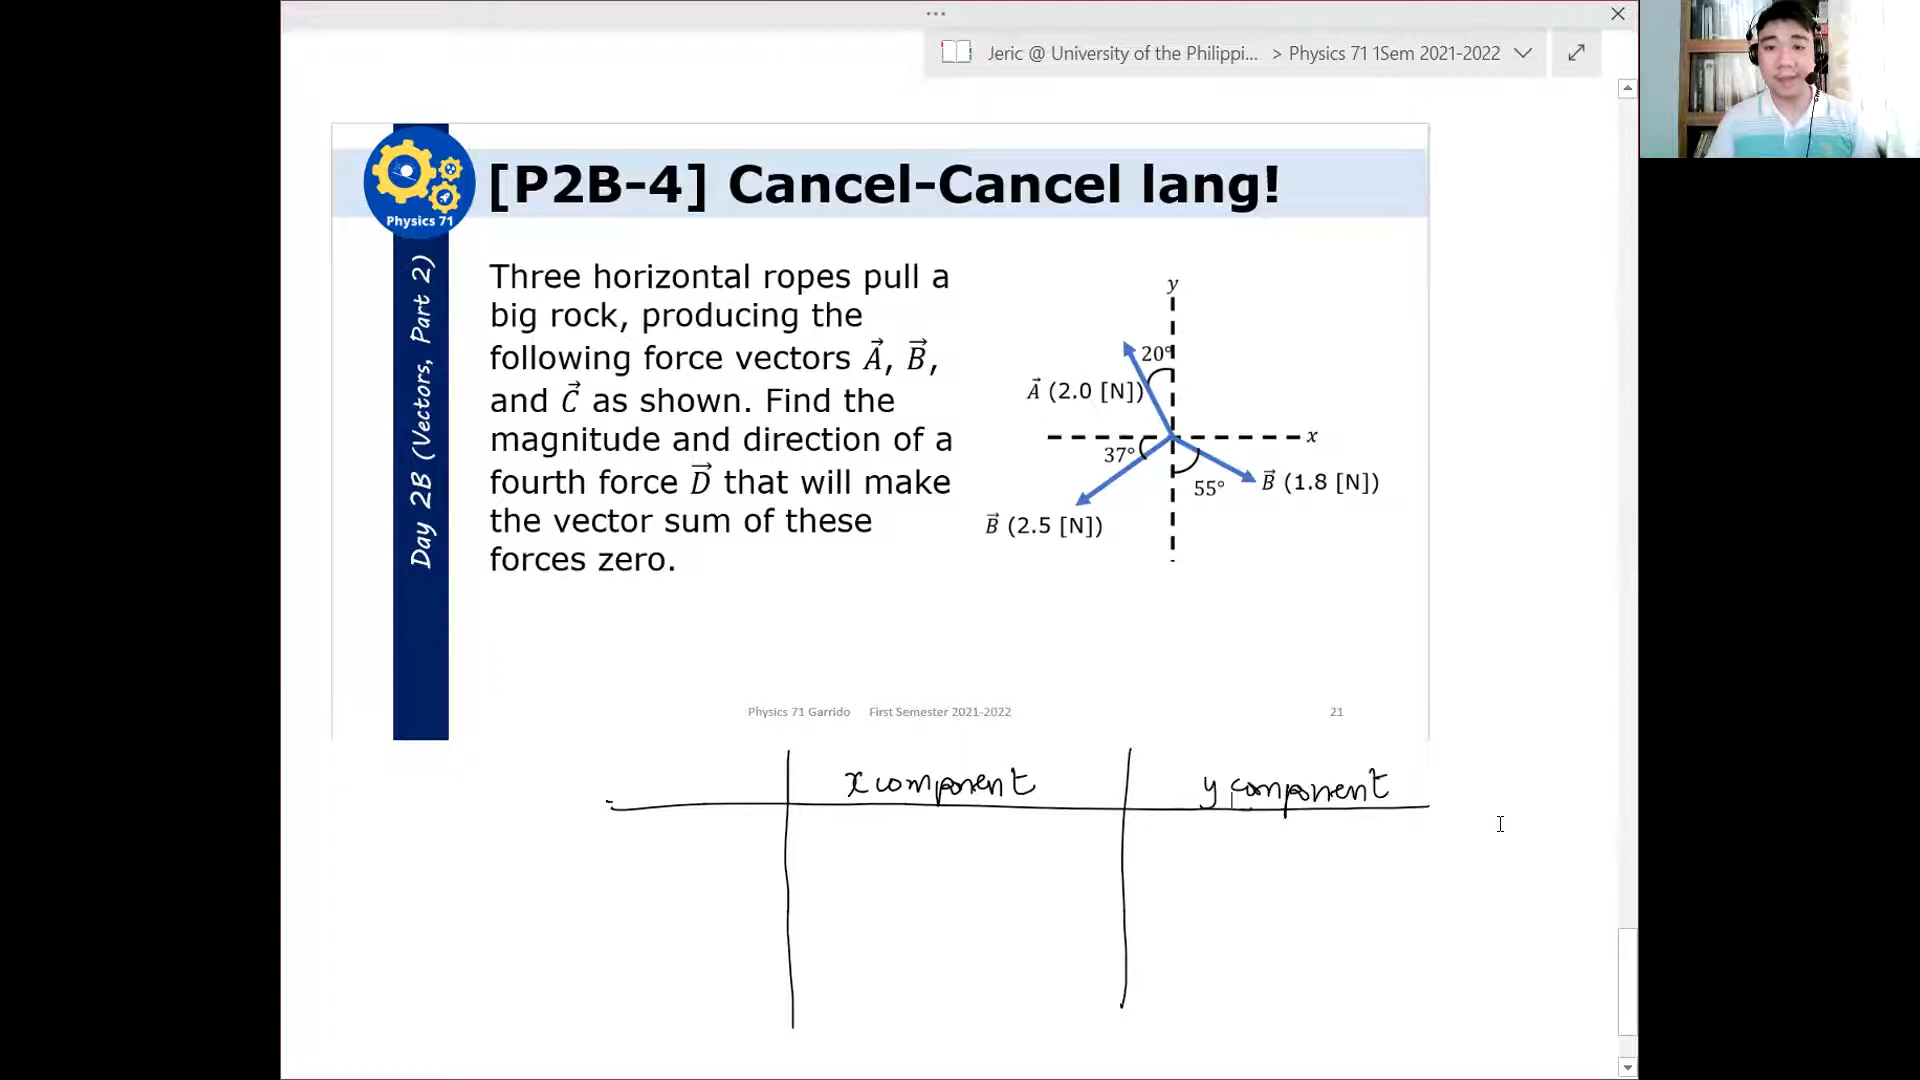 ...
Jeric @ University of the Philippi... > Physics 71 1Sem 2021-2022
[P2B-4] Cancel-Cancel lang!
Physics 71
Day 2B (Vectors, Part 2)
Three horizontal ropes pull a
big rock, producing the
following force vectors A⃗, B⃗,
and C⃗ as shown. Find the
magnitude and direction of a
fourth force D⃗ that will make
the vector sum of these
forces zero.
y
20°
A⃗ (2.0 [N])
x
37°
B⃗ (1.8 [N])
55°
B⃗ (2.5 [N])
Physics 71 Garrido First Semester 2021-2022 21
x component y component